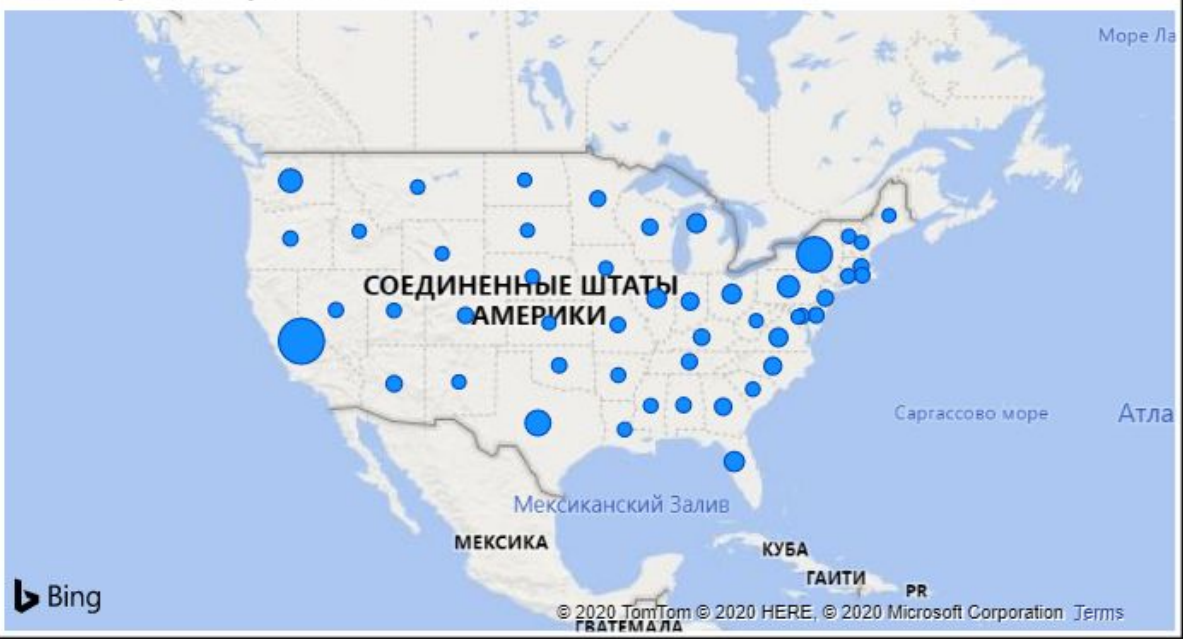 Море Ла
СОЕДИНЕННЫЕ ШТАТЫ
АМЕРИКИ
Саргассово море
Атла
Мексиканский Залив
МЕКСИКА
КУБА
ГАИТИ
PR
Bing
© 2020 TomTom © 2020 HERE, © 2020 Microsoft Corporation Terms
ГВАТЕМАЛА